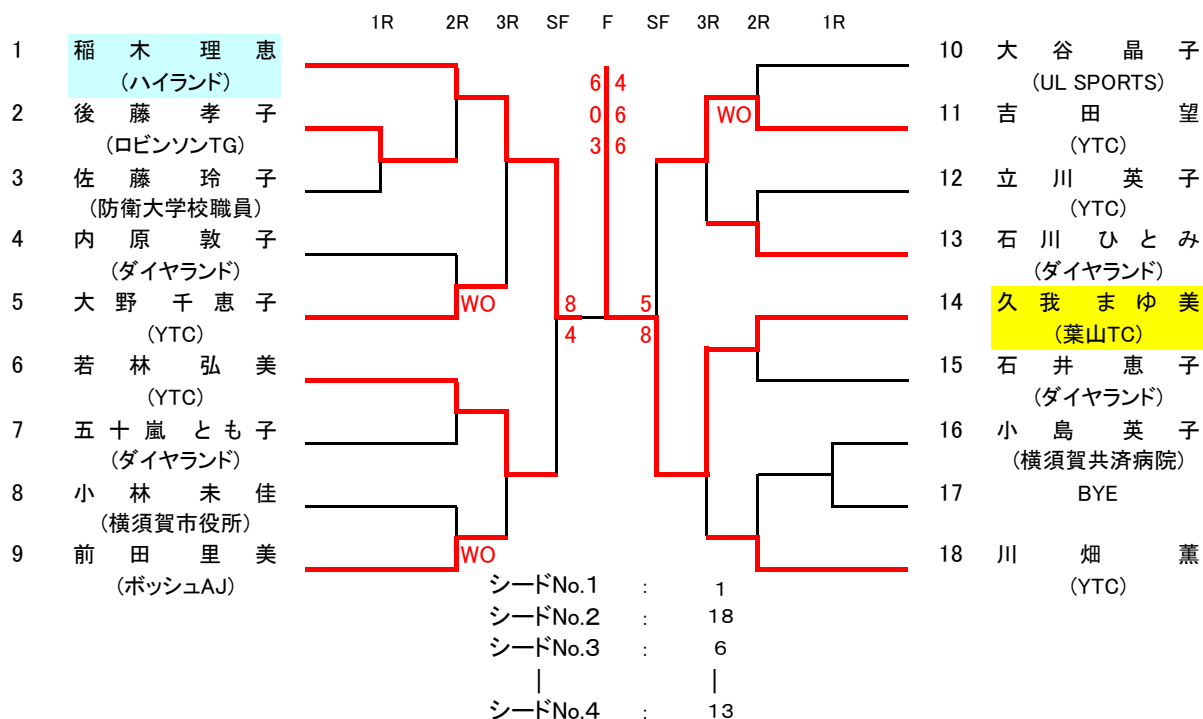 1R 2R 3R SF F SF 3R 2R 1R
1 稲木理恵
(ハイランド)
2 後藤孝子
(ロビンソンTG)
3 佐藤玲子
(防衛大学校職員)
4 内原敦子
(ダイヤランド)
5 大野千恵子
(YTC)
6 若林弘美
(YTC)
7 五十嵐とも子
(ダイヤランド)
8 小林未佳
(横須賀市役所)
9 前田里美
(ボッシュAJ)
WO
WO
8
4
6 4
0 6
3 6
5
8
WO
10 大谷晶子
(UL SPORTS)
11 吉田望
(YTC)
12 立川英子
(YTC)
13 石川ひとみ
(ダイヤランド)
14 久我まゆ美
(葉山TC)
15 石井恵子
(ダイヤランド)
16 小島英子
(横須賀共済病院)
17 BYE
18 川畑薫
(YTC)
シードNo.1 : 1
シードNo.2 : 18
シードNo.3 : 6
| |
シードNo.4 : 13